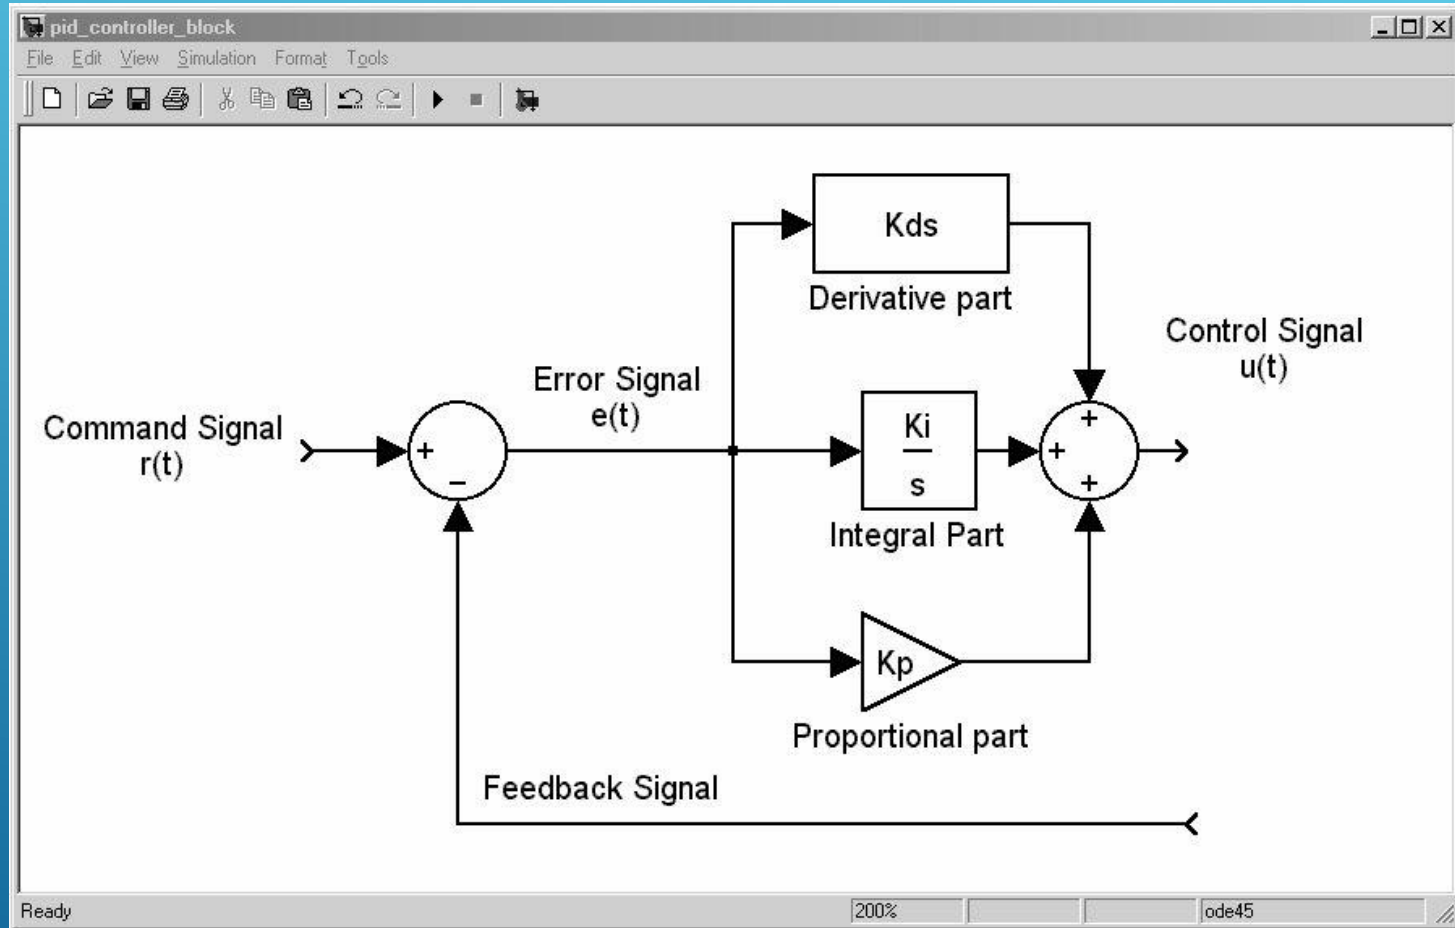 pid_controller_block
File Edit View Simulation Format Tools
Kds
Derivative part
Control Signal
u(t)
Error Signal
e(t)
Command Signal
r(t)
+
−
Ki
s
Integral Part
+
+
+
Kp
Proportional part
Feedback Signal
Ready 200% ode45